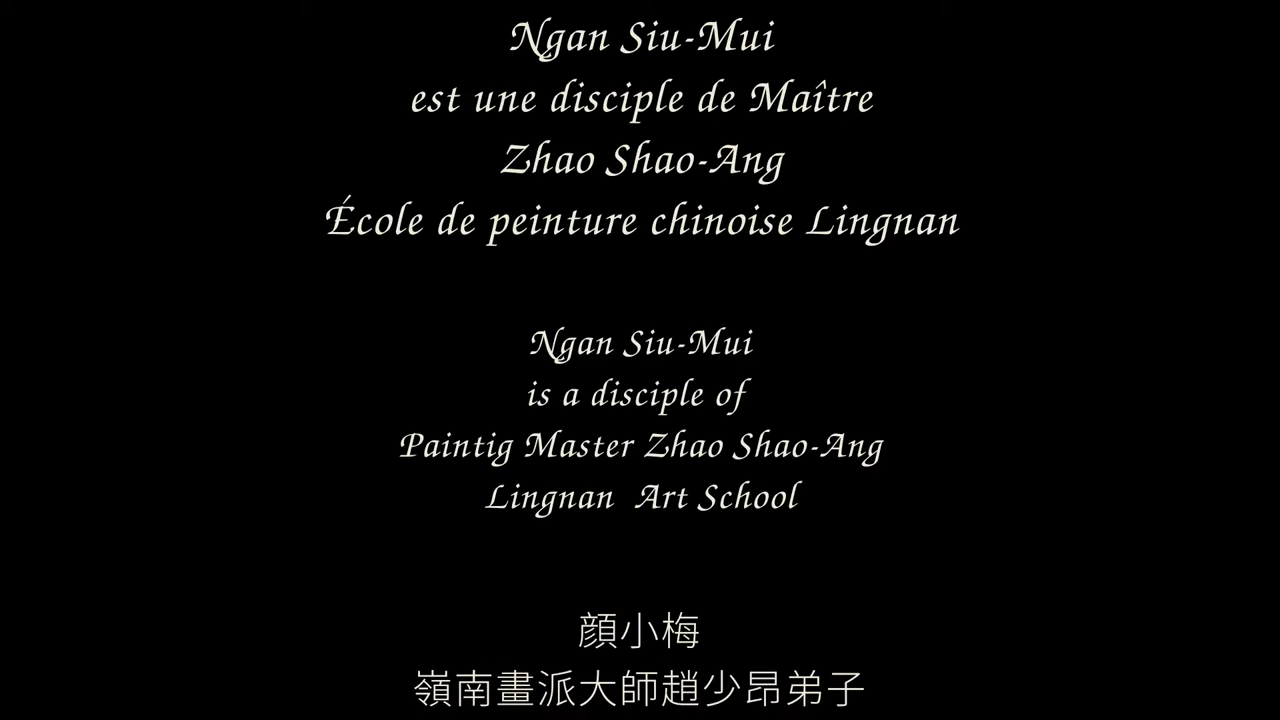 Ngan Siu-Mui
est une disciple de Maître
Zhao Shao-Ang
École de peinture chinoise Lingnan
Ngan Siu-Mui
is a disciple of
Paintig Master Zhao Shao-Ang
Lingnan Art School
顔小梅
嶺南畫派大師趙少昂弟子